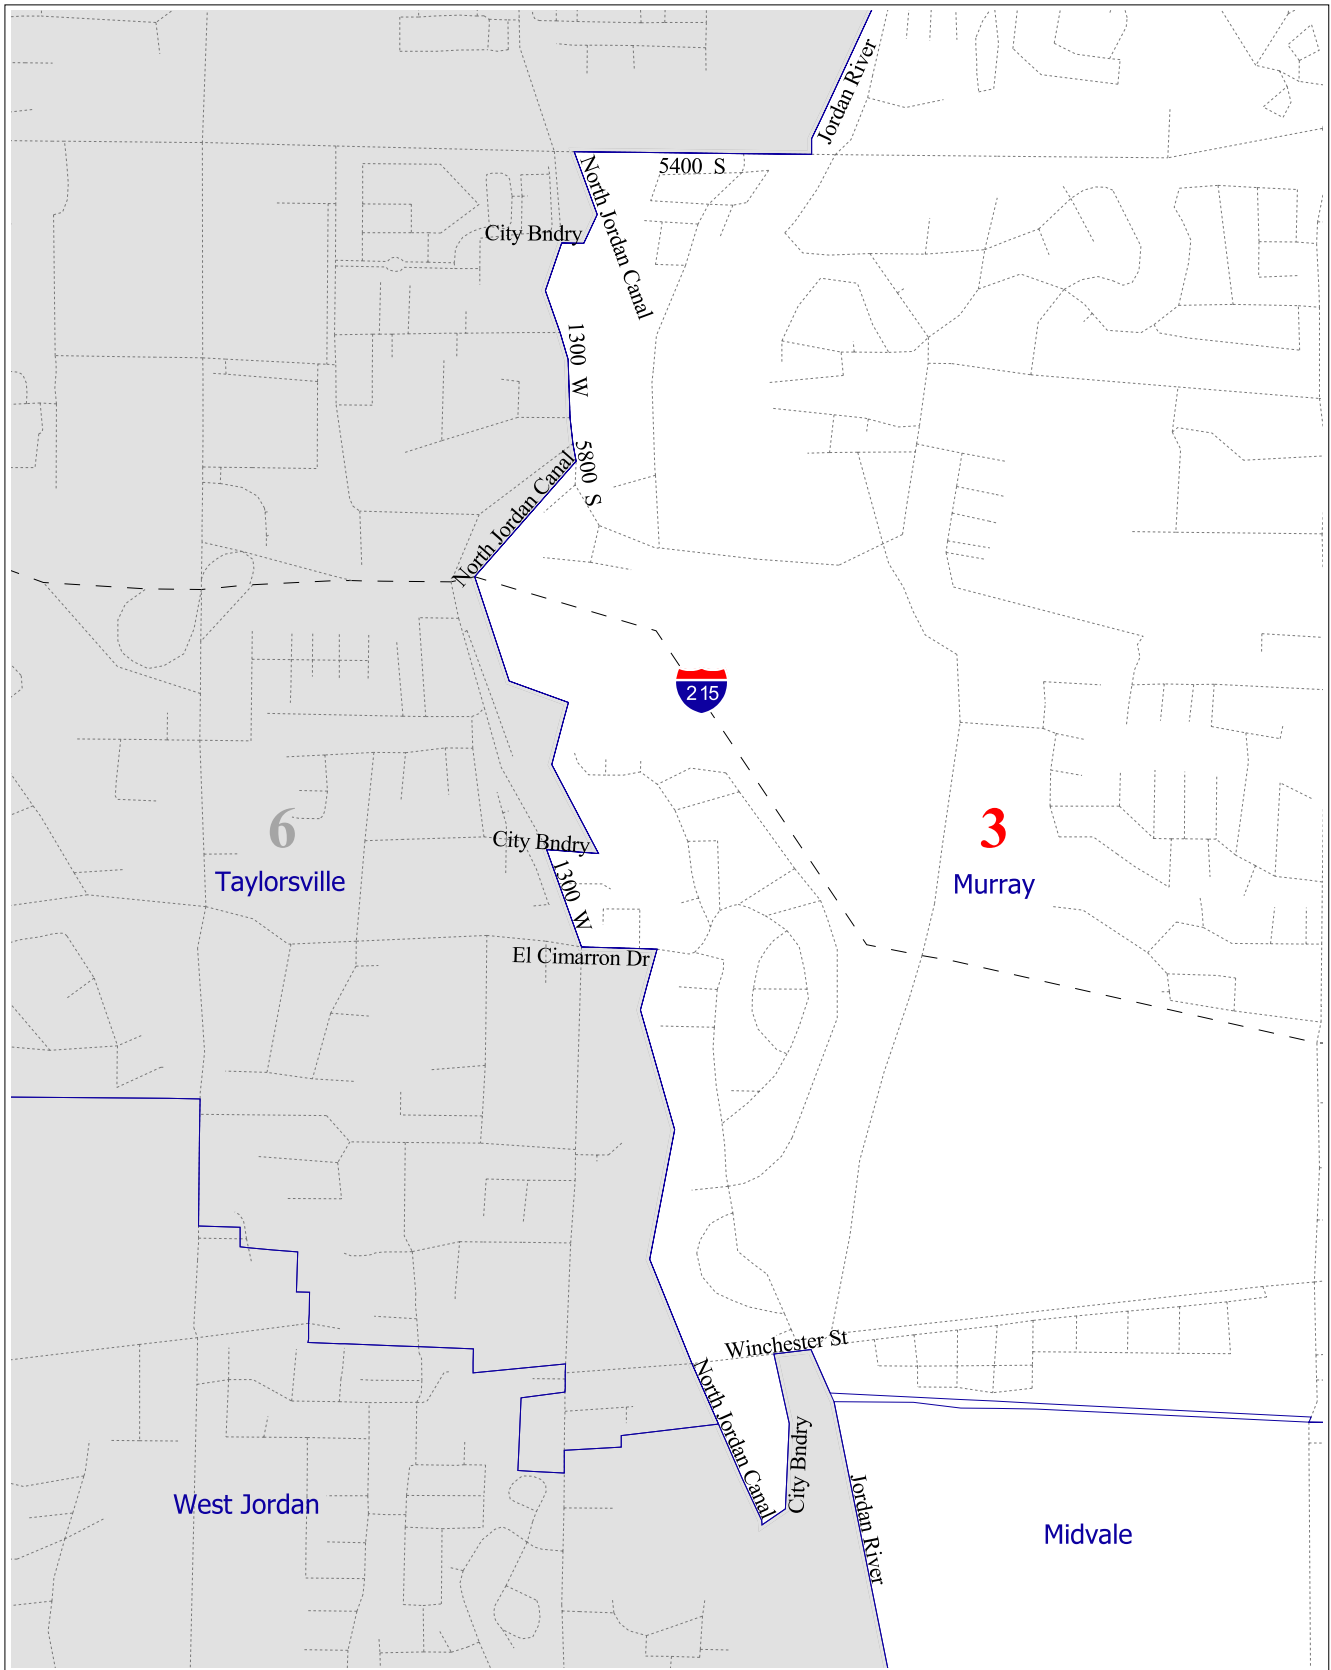 Jordan River
5400 S
North Jordan Canal
City Bndry
1300 W
5800 S
North Jordan Canal
215
6
3
Taylorsville
Murray
City Bndry
1300 W
El Cimarron Dr
Winchester St
North Jordan Canal
City Bndry
Jordan River
West Jordan
Midvale